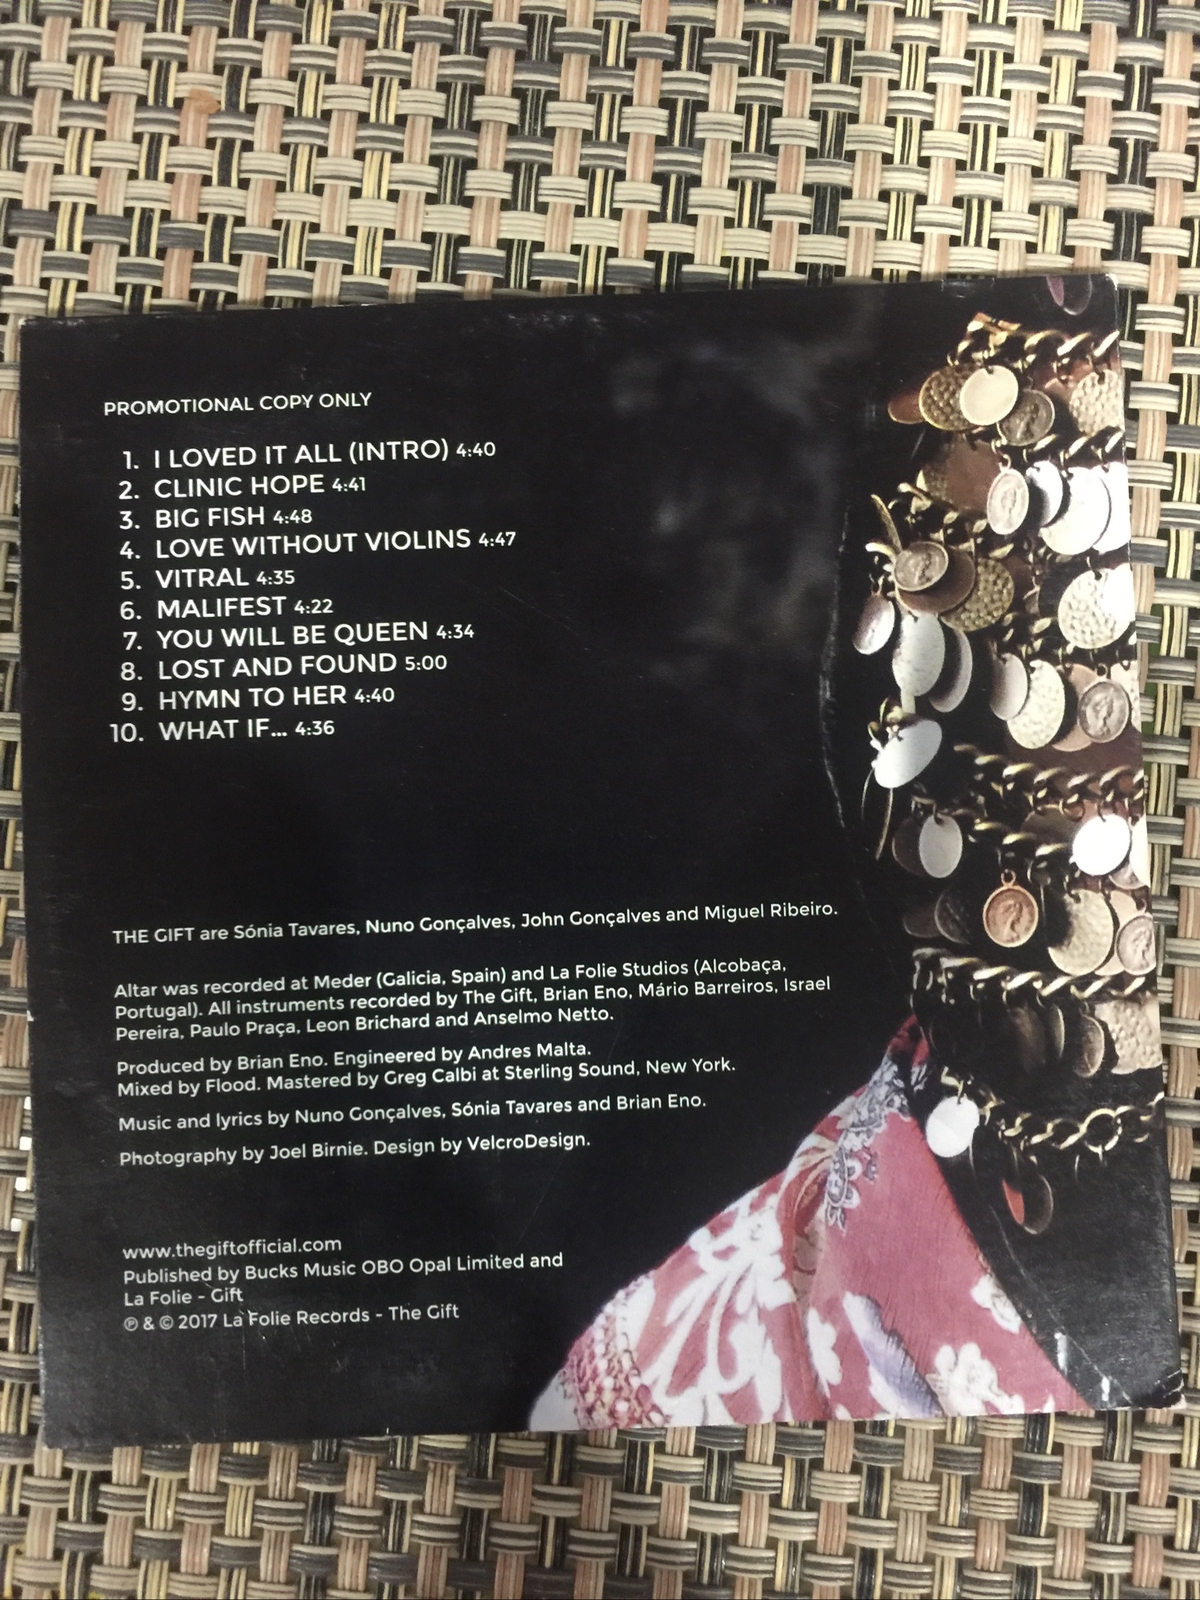 PROMOTIONAL COPY ONLY
1. I LOVED IT ALL (INTRO) 4:40
2. CLINIC HOPE 4:41
3. BIG FISH 4:48
4. LOVE WITHOUT VIOLINS 4:47
5. VITRAL 4:35
6. MALIFEST 4:22
7. YOU WILL BE QUEEN 4:34
8. LOST AND FOUND 5:00
9. HYMN TO HER 4:40
10. WHAT IF... 4:36
THE GIFT are Sónia Tavares, Nuno Gonçalves, John Gonçalves and Miguel Ribeiro.
Altar was recorded at Meder (Galicia, Spain) and La Folie Studios (Alcobaça,
Portugal). All instruments recorded by The Gift, Brian Eno, Mário Barreiros, Israel
Pereira, Paulo Praça, Leon Brichard and Anselmo Netto.
Produced by Brian Eno. Engineered by Andres Malta.
Mixed by Flood. Mastered by Greg Calbi at Sterling Sound, New York.
Music and lyrics by Nuno Gonçalves, Sónia Tavares and Brian Eno.
Photography by Joel Birnie. Design by VelcroDesign.
www.thegiftofficial.com
Published by Bucks Music OBO Opal Limited and
La Folie - Gift
℗ & © 2017 La Folie Records - The Gift